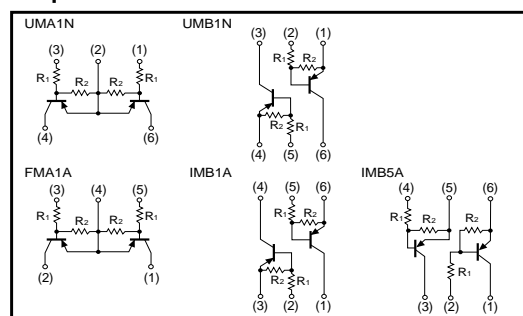 UMA1N
(3) (2) (1)
R1 R2 R2 R1
(4) (6)
UMB1N
(3) (2) (1)
R1 R2
R2 R1
(4) (5) (6)
FMA1A
(3) (4) (5)
R1 R2 R2 R1
(2) (1)
IMB1A
(4) (5) (6)
R1 R2
R2 R1
(3) (2) (1)
IMB5A
(4) (5) (6)
R1 R2 R2
R1
(3) (2) (1)